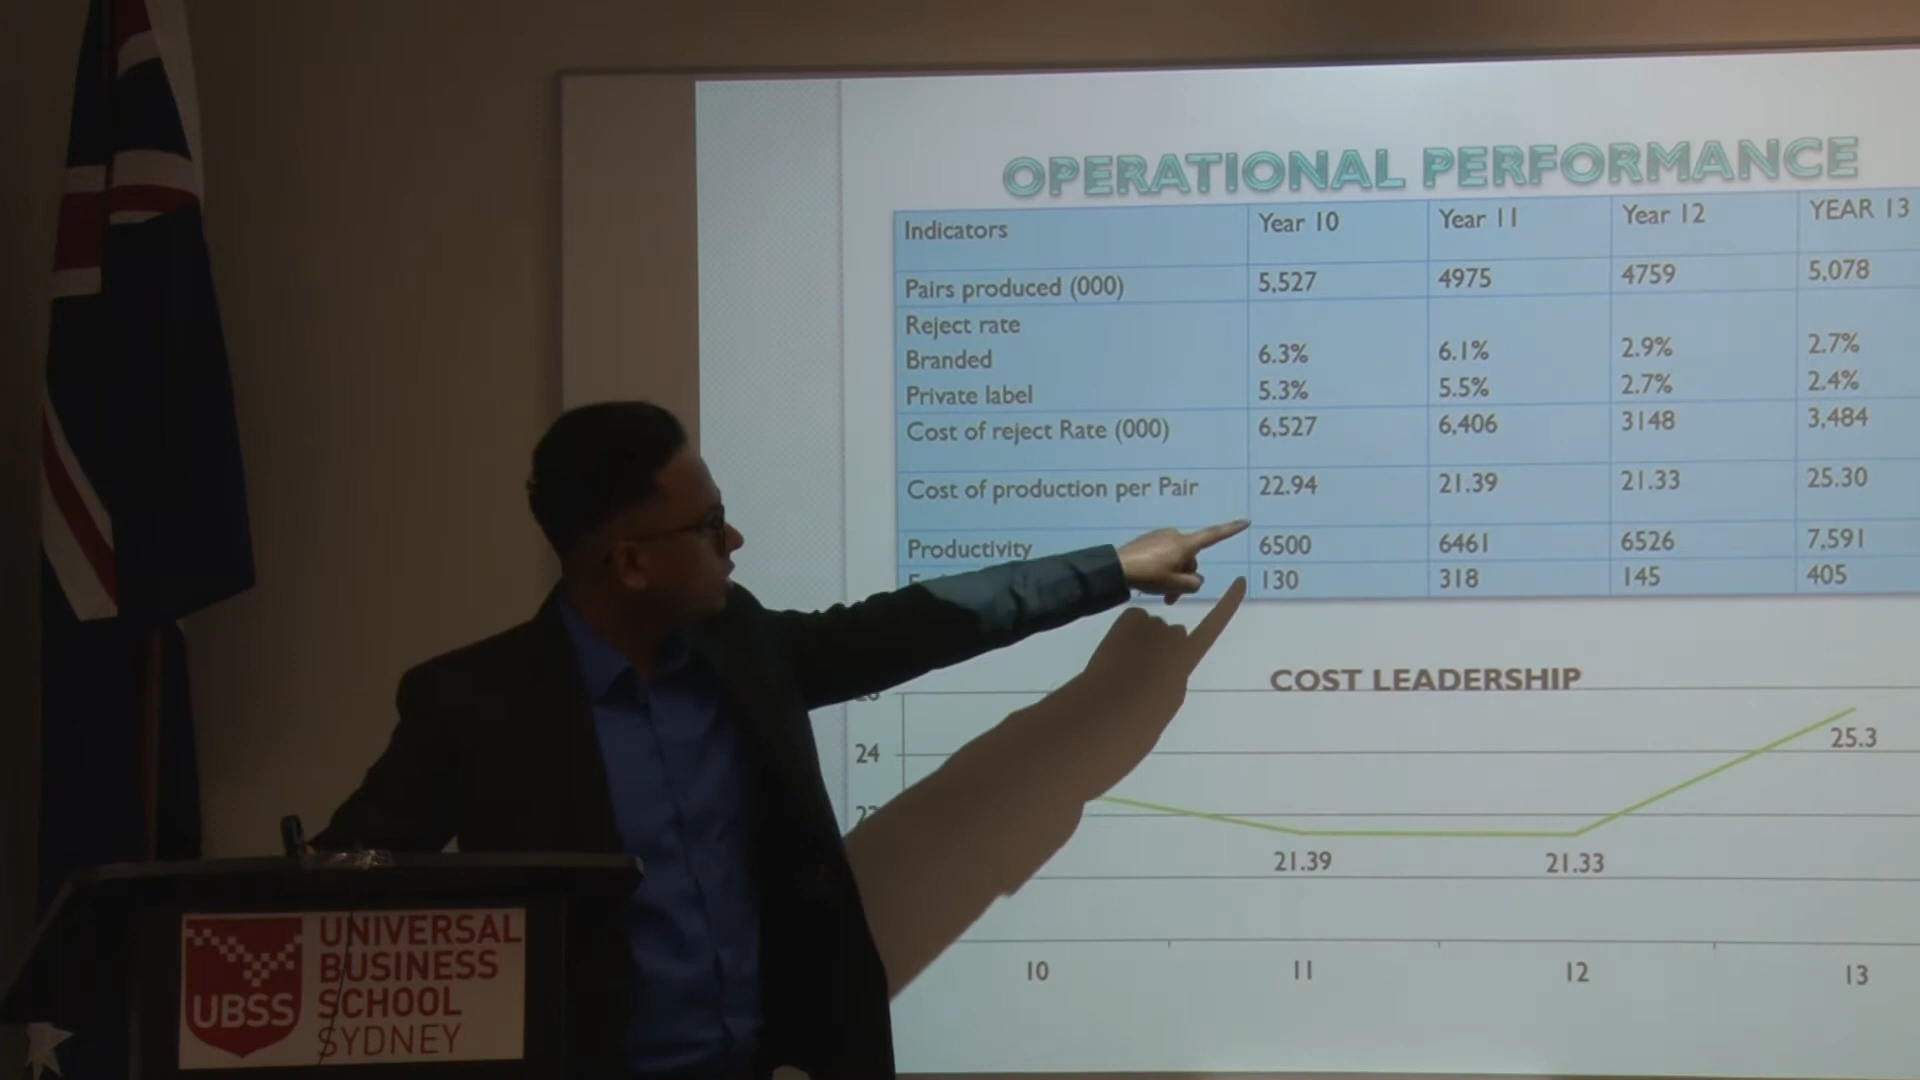 OPERATIONAL PERFORMANCE
Indicators Year 10 Year 11 Year 12 YEAR 13
Pairs produced (000) 5,527 4975 4759 5,078
Reject rate
Branded 6.3% 6.1% 2.9% 2.7%
Private label 5.3% 5.5% 2.7% 2.4%
Cost of reject Rate (000) 6,527 6,406 3148 3,484
Cost of production per Pair 22.94 21.39 21.33 25.30
Productivity 6500 6461 6526 7,591
130 318 145 405
COST LEADERSHIP
24
25.3
21.39 21.33
10 11 12 13
UBSS
UNIVERSAL
BUSINESS
SCHOOL
SYDNEY